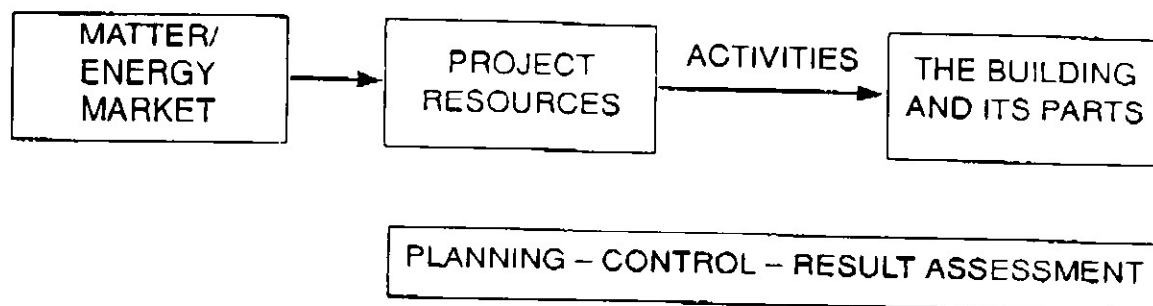 MATTER/
ENERGY
MARKET
PROJECT
RESOURCES
ACTIVITIES
THE BUILDING
AND ITS PARTS
PLANNING – CONTROL – RESULT ASSESSMENT